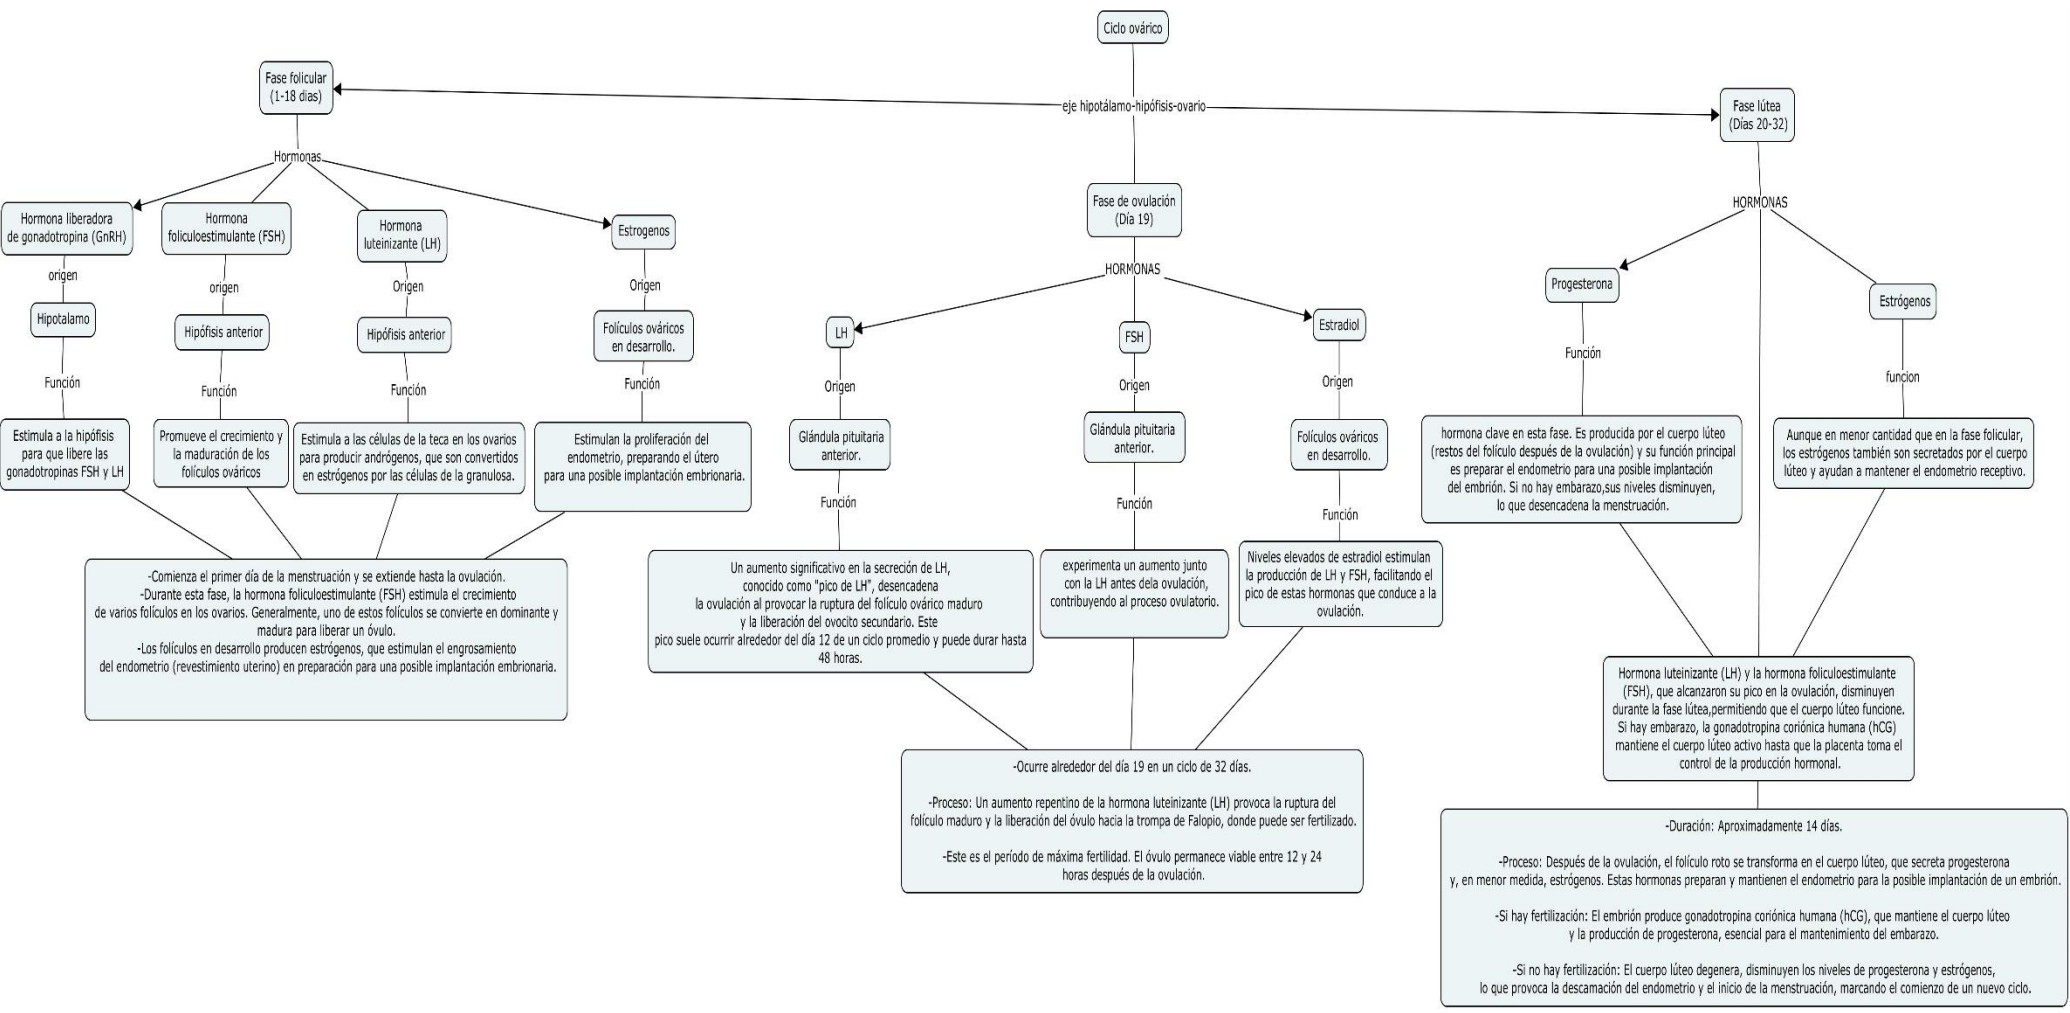 Ciclo ovárico
eje hipotálamo-hipófisis-ovario
Fase folicular
(1-18 dias)
Hormonas
Hormona liberadora
de gonadotropina (GnRH)
origen
Hipotalamo
Función
Estimula a la hipófisis
para que libere las
gonadotropinas FSH y LH
Hormona
foliculoestimulante (FSH)
origen
Hipófisis anterior
Función
Promueve el crecimiento y
la maduración de los
folículos ováricos
Hormona
luteinizante (LH)
Origen
Hipófisis anterior
Función
Estimula a las células de la teca en los ovarios
para producir andrógenos, que son convertidos
en estrógenos por las células de la granulosa.
Estrogenos
Origen
Folículos ováricos
en desarrollo.
Función
Estimulan la proliferación del
endometrio, preparando el útero
para una posible implantación embrionaria.
-Comienza el primer día de la menstruación y se extiende hasta la ovulación.
-Durante esta fase, la hormona foliculoestimulante (FSH) estimula el crecimiento
de varios folículos en los ovarios. Generalmente, uno de estos folículos se convierte en dominante y
madura para liberar un óvulo.
-Los folículos en desarrollo producen estrógenos, que estimulan el engrosamiento
del endometrio (revestimiento uterino) en preparación para una posible implantación embrionaria.
Fase de ovulación
(Día 19)
HORMONAS
LH
Origen
Glándula pituitaria
anterior.
Función
Un aumento significativo en la secreción de LH,
conocido como "pico de LH", desencadena
la ovulación al provocar la ruptura del folículo ovárico maduro
y la liberación del ovocito secundario. Este
pico suele ocurrir alrededor del día 12 de un ciclo promedio y puede durar hasta
48 horas.
FSH
Origen
Glándula pituitaria
anterior.
Función
experimenta un aumento junto
con la LH antes dela ovulación,
contribuyendo al proceso ovulatorio.
Estradiol
Origen
Folículos ováricos
en desarrollo.
Función
Niveles elevados de estradiol estimulan
la producción de LH y FSH, facilitando el
pico de estas hormonas que conduce a la
ovulación.
-Ocurre alrededor del día 19 en un ciclo de 32 días.
-Proceso: Un aumento repentino de la hormona luteinizante (LH) provoca la ruptura del
folículo maduro y la liberación del óvulo hacia la trompa de Falopio, donde puede ser fertilizado.
-Este es el período de máxima fertilidad. El óvulo permanece viable entre 12 y 24
horas después de la ovulación.
Fase lútea
(Días 20-32)
HORMONAS
Progesterona
Función
hormona clave en esta fase. Es producida por el cuerpo lúteo
(restos del folículo después de la ovulación) y su función principal
es preparar el endometrio para una posible implantación
del embrión. Si no hay embarazo,sus niveles disminuyen,
lo que desencadena la menstruación.
Estrógenos
funcion
Aunque en menor cantidad que en la fase folicular,
los estrógenos también son secretados por el cuerpo
lúteo y ayudan a mantener el endometrio receptivo.
Hormona luteinizante (LH) y la hormona foliculoestimulante
(FSH), que alcanzaron su pico en la ovulación, disminuyen
durante la fase lútea,permitiendo que el cuerpo lúteo funcione.
Si hay embarazo, la gonadotropina coriónica humana (hCG)
mantiene el cuerpo lúteo activo hasta que la placenta toma el
control de la producción hormonal.
-Duración: Aproximadamente 14 días.
-Proceso: Después de la ovulación, el folículo roto se transforma en el cuerpo lúteo, que secreta progesterona
y, en menor medida, estrógenos. Estas hormonas preparan y mantienen el endometrio para la posible implantación de un embrión.
-Si hay fertilización: El embrión produce gonadotropina coriónica humana (hCG), que mantiene el cuerpo lúteo
y la producción de progesterona, esencial para el mantenimiento del embarazo.
-Si no hay fertilización: El cuerpo lúteo degenera, disminuyen los niveles de progesterona y estrógenos,
lo que provoca la descamación del endometrio y el inicio de la menstruación, marcando el comienzo de un nuevo ciclo.